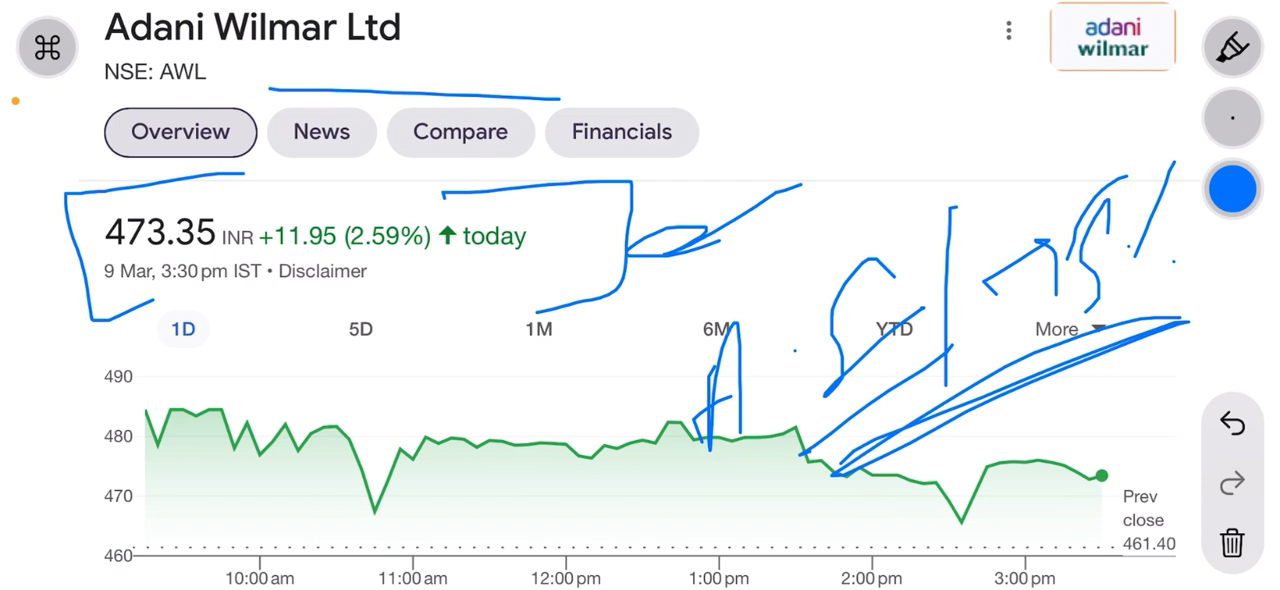 Adani Wilmar Ltd
adani
wilmar
NSE: AWL
Overview News Compare Financials
473.35 INR +11.95 (2.59%) ↑ today
9 Mar, 3:30 pm IST • Disclaimer
1D 5D 1M 6M YTD More
490
480
470
460
Prev
close
461.40
10:00 am 11:00 am 12:00 pm 1:00 pm 2:00 pm 3:00 pm